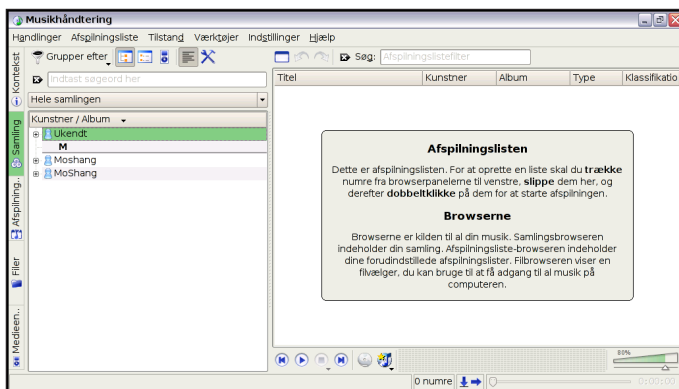 Musikhåndtering
Handlinger Afspilningsliste Tilstand Værktøjer Indstillinger Hjælp
Kontekst
Samling
Afspilning..
Filer
Medieen..
Grupper efter
Indtast søgeord her
Hele samlingen
Kunstner / Album
Ukendt
M
Moshang
MoShang
Søg: Afspilningslistefilter
Titel Kunstner Album Type Klassifikatio
Afspilningslisten
Dette er afspilningslisten. For at oprette en liste skal du trække
numre fra browserpanelerne til venstre, slippe dem her, og
derefter dobbeltklikke på dem for at starte afspilningen.
Browserne
Browserne er kilden til al din musik. Samlingsbrowseren
indeholder din samling. Afspilningsliste-browseren indeholder
dine forudindstillede afspilningslister. Filbrowseren viser en
filvælger, du kan bruge til at få adgang til al musik på
computeren.
80%
0 numre
0:00:00